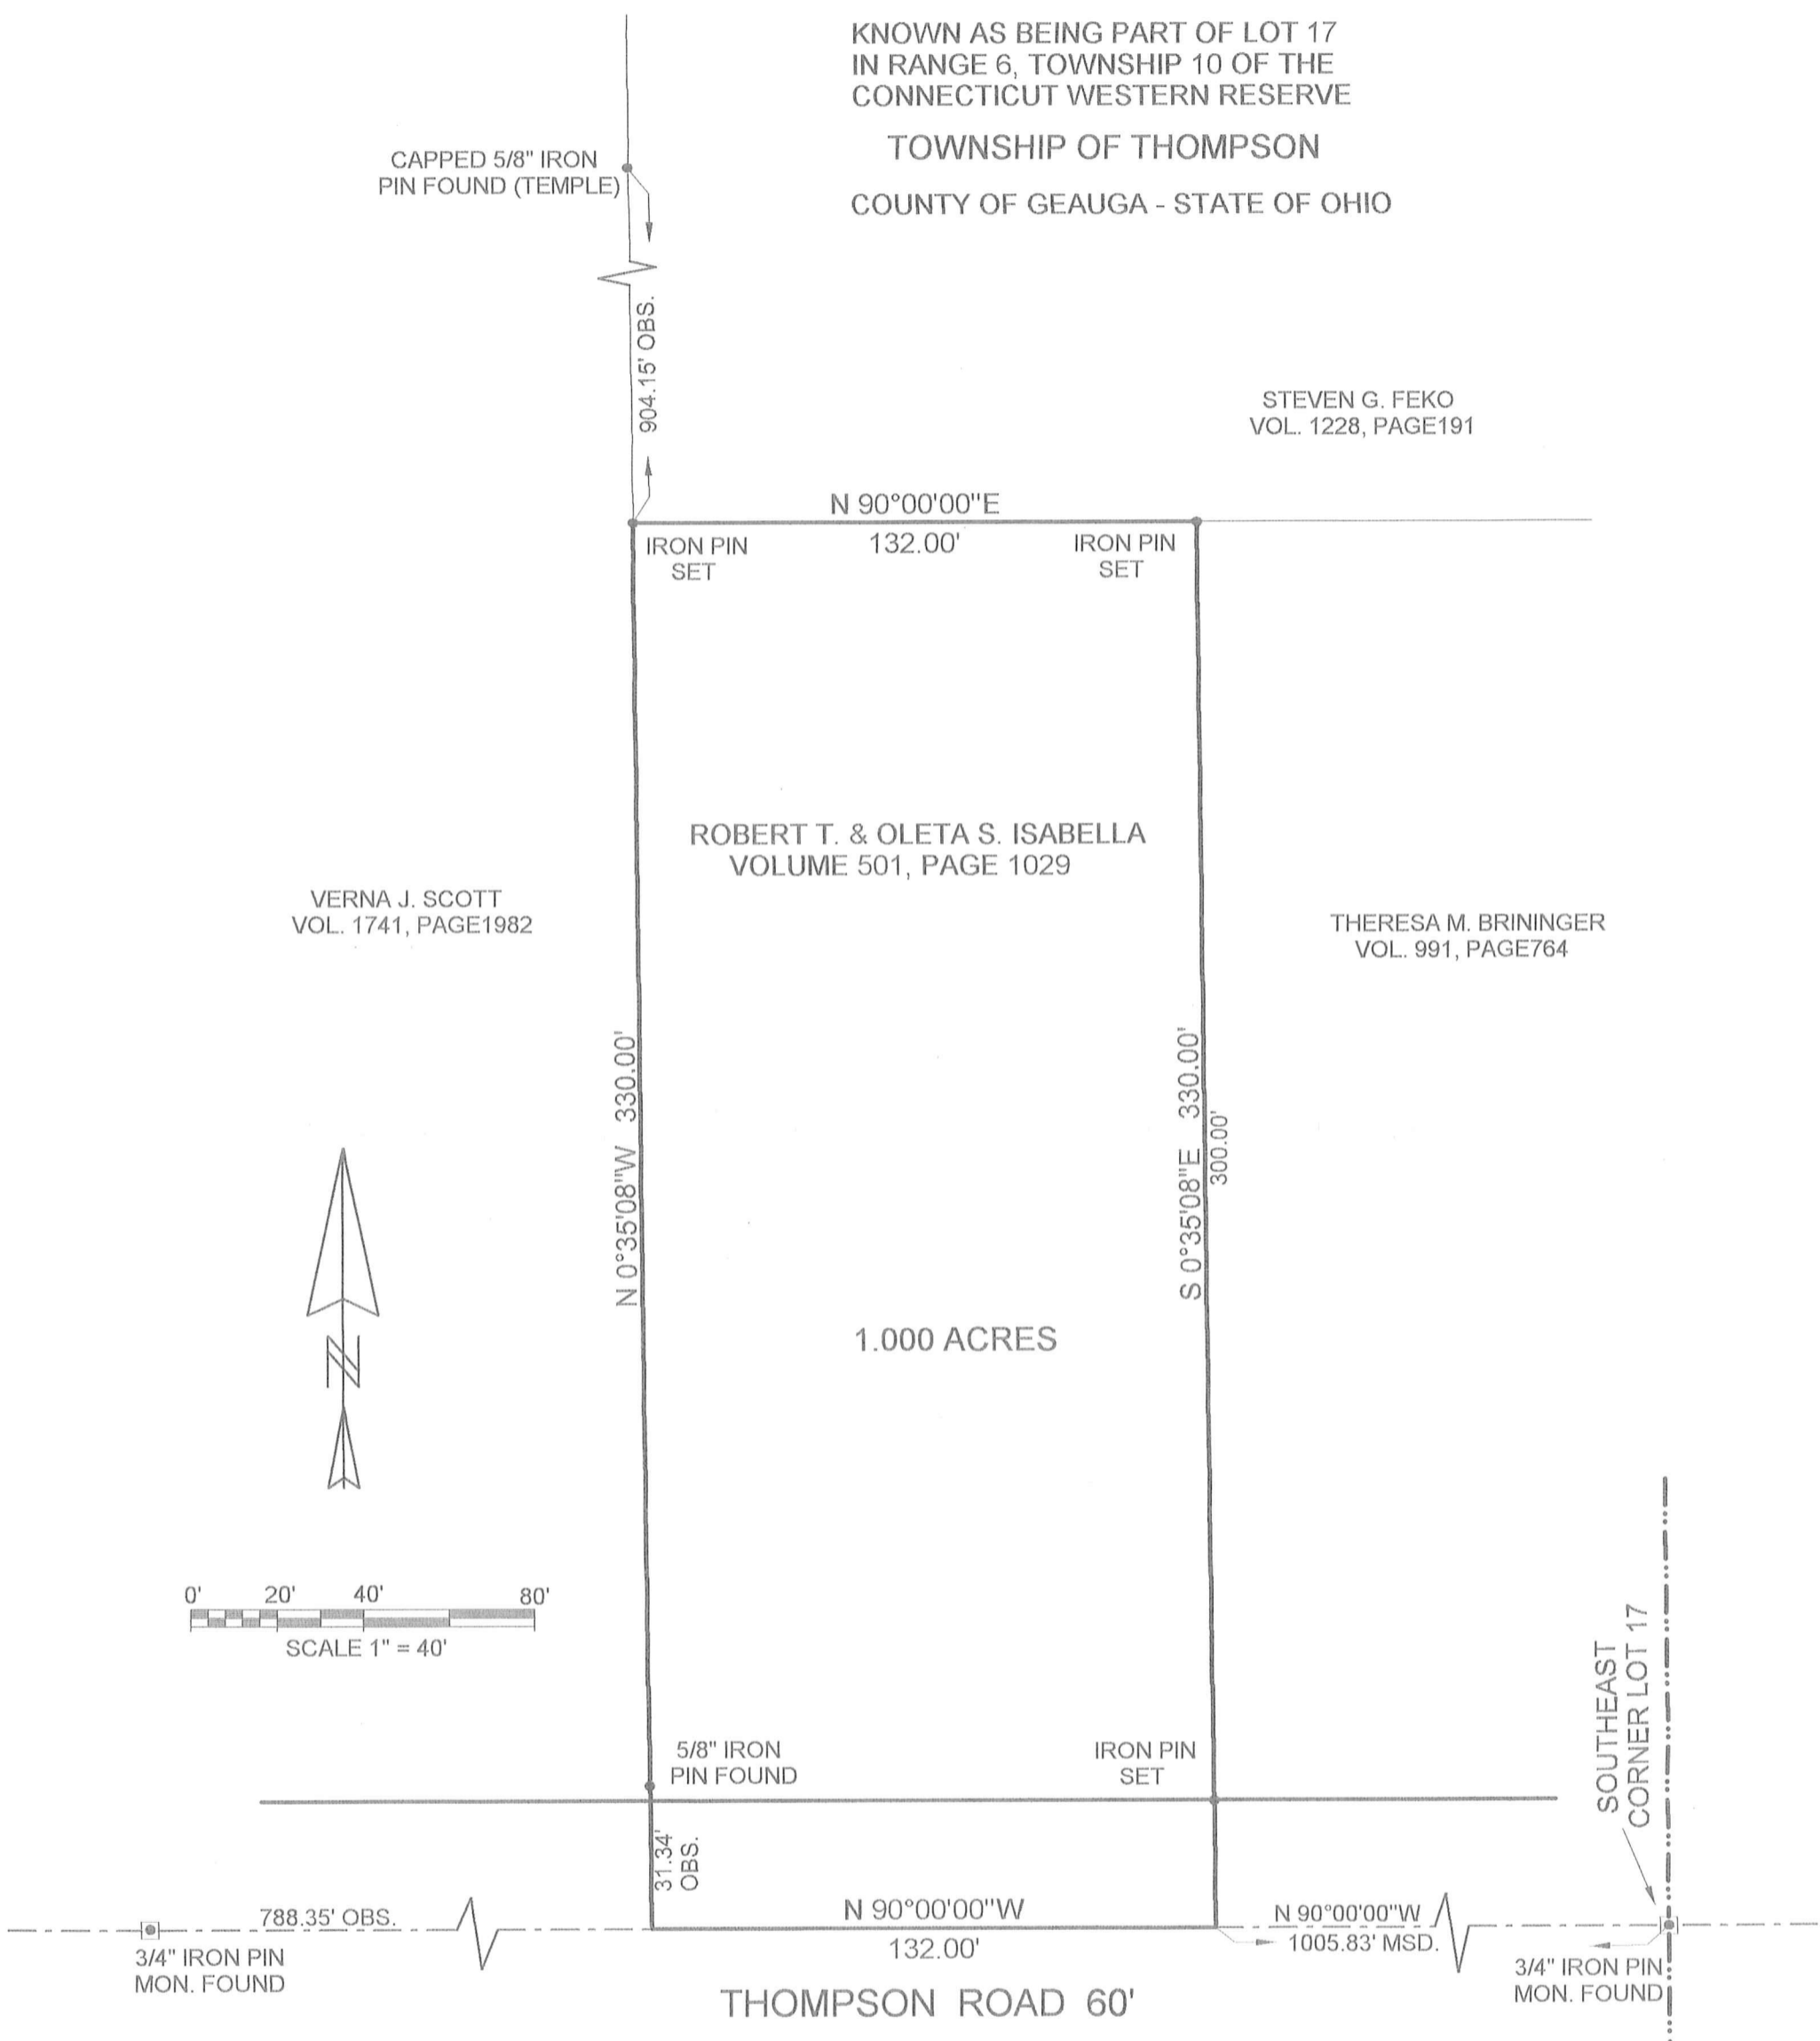 KNOWN AS BEING PART OF LOT 17
IN RANGE 6, TOWNSHIP 10 OF THE
CONNECTICUT WESTERN RESERVE
TOWNSHIP OF THOMPSON
COUNTY OF GEAUGA - STATE OF OHIO
CAPPED 5/8" IRON
PIN FOUND (TEMPLE)
904.15' OBS.
STEVEN G. FEKO
VOL. 1228, PAGE191
N 90°00'00"E
132.00'
IRON PIN
SET
IRON PIN
SET
ROBERT T. & OLETA S. ISABELLA
VOLUME 501, PAGE 1029
VERNA J. SCOTT
VOL. 1741, PAGE1982
THERESA M. BRININGER
VOL. 991, PAGE764
N 0°35'08"W 330.00'
S 0°35'08"E 330.00'
300.00'
1.000 ACRES
N
0' 20' 40' 80'
SCALE 1" = 40'
SOUTHEAST
CORNER LOT 17
5/8" IRON
PIN FOUND
IRON PIN
SET
31.34'
OBS.
788.35' OBS.
N 90°00'00"W
132.00'
N 90°00'00"W
1005.83' MSD.
3/4" IRON PIN
MON. FOUND
3/4" IRON PIN
MON. FOUND
THOMPSON ROAD 60'